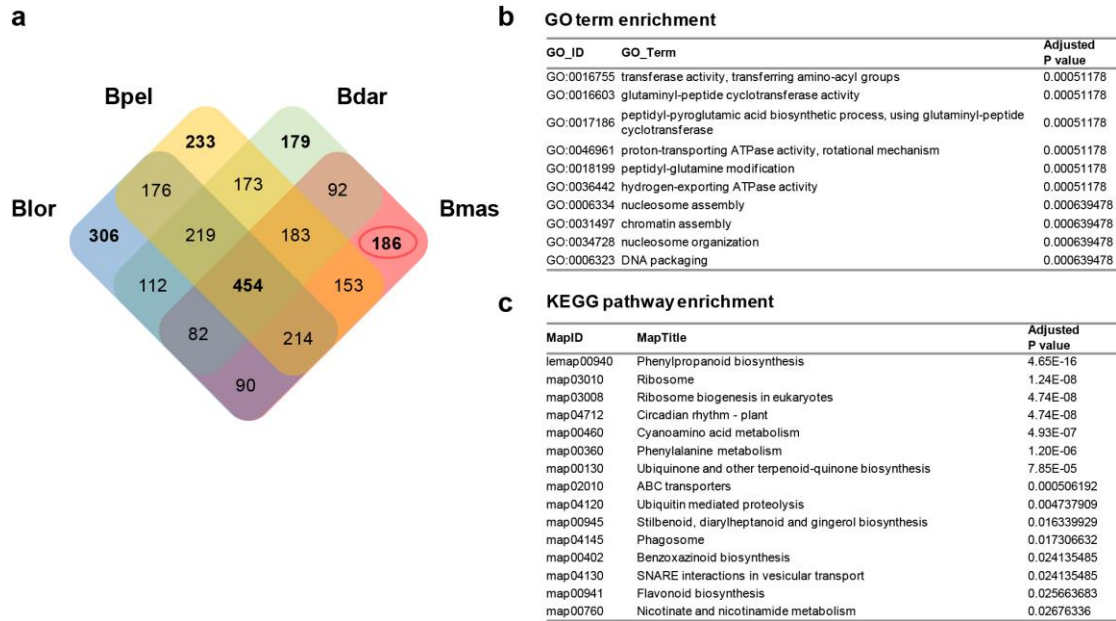 a
Bpel
Bdar
Blor
Bmas
233
179
176
173
92
306
219
183
186
112
454
153
82
214
90
b GO term enrichment
GO_ID GO_Term Adjusted
P value
GO:0016755 transferase activity, transferring amino-acyl groups 0.00051178
GO:0016603 glutaminyl-peptide cyclotransferase activity 0.00051178
GO:0017186 peptidyl-pyroglutamic acid biosynthetic process, using glutaminyl-peptide
cyclotransferase 0.00051178
GO:0046961 proton-transporting ATPase activity, rotational mechanism 0.00051178
GO:0018199 peptidyl-glutamine modification 0.00051178
GO:0036442 hydrogen-exporting ATPase activity 0.00051178
GO:0006334 nucleosome assembly 0.000639478
GO:0031497 chromatin assembly 0.000639478
GO:0034728 nucleosome organization 0.000639478
GO:0006323 DNA packaging 0.000639478
c KEGG pathway enrichment
MapID MapTitle Adjusted
P value
lemap00940 Phenylpropanoid biosynthesis 4.65E-16
map03010 Ribosome 1.24E-08
map03008 Ribosome biogenesis in eukaryotes 4.74E-08
map04712 Circadian rhythm - plant 4.74E-08
map00460 Cyanoamino acid metabolism 4.93E-07
map00360 Phenylalanine metabolism 1.20E-06
map00130 Ubiquinone and other terpenoid-quinone biosynthesis 7.85E-05
map02010 ABC transporters 0.000506192
map04120 Ubiquitin mediated proteolysis 0.004737909
map00945 Stilbenoid, diarylheptanoid and gingerol biosynthesis 0.016339929
map04145 Phagosome 0.017306632
map00402 Benzoxazinoid biosynthesis 0.024135485
map04130 SNARE interactions in vesicular transport 0.024135485
map00941 Flavonoid biosynthesis 0.025663683
map00760 Nicotinate and nicotinamide metabolism 0.02676336